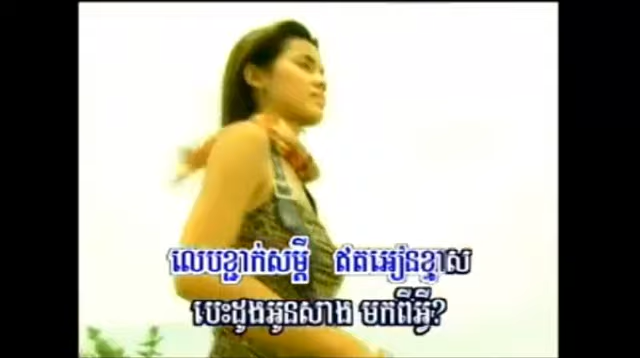 លេបខ្ជាក់សម្ដី ឥតអៀនខ្មាស
បេះដូងអូនសាង មកពីអ្វី?